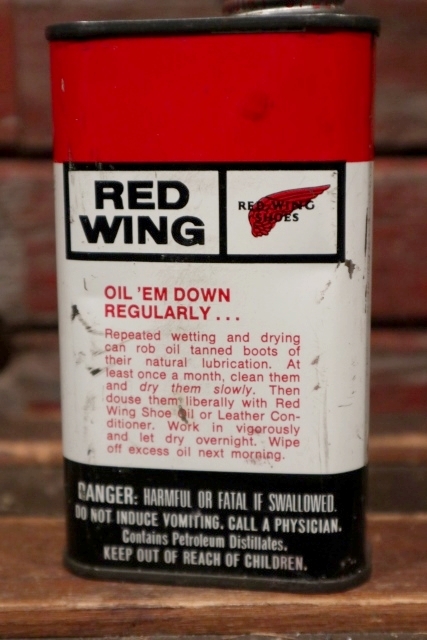 RED
WING
RED WING
SHOES
OIL 'EM DOWN
REGULARLY...
Repeated wetting and drying
can rob oil tanned boots of
their natural lubrication. At
least once a month, clean them
and dry them slowly. Then
douse them liberally with Red
Wing Shoe Oil or Leather Con-
ditioner. Work in vigorously
and let dry overnight. Wipe
off excess oil next morning.
DANGER: HARMFUL OR FATAL IF SWALLOWED.
DO NOT INDUCE VOMITING. CALL A PHYSICIAN.
Contains Petroleum Distillates.
KEEP OUT OF REACH OF CHILDREN.